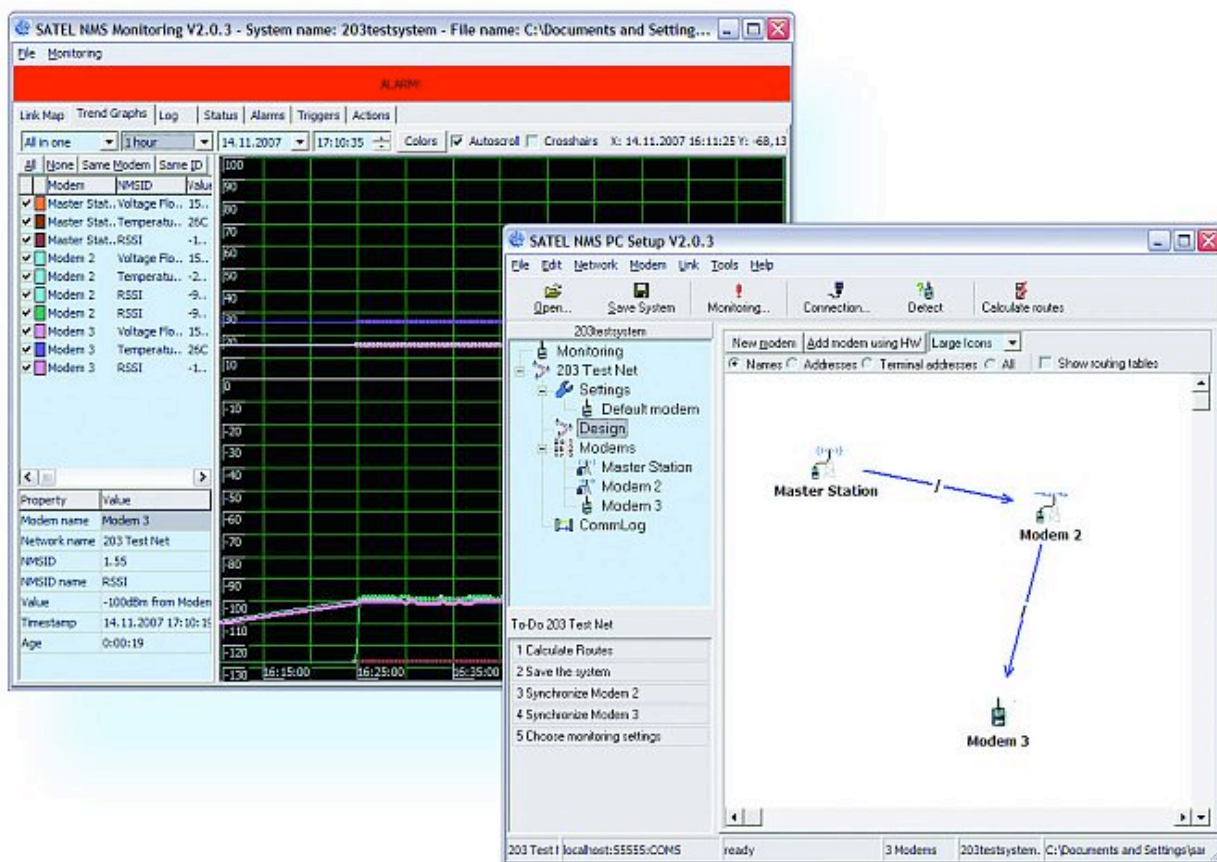 SATEL NMS Monitoring V2.0.3 - System name: 203testsystem - File name: C:\Documents and Setting...
File Monitoring
ALARM!
Link Map Trend Graphs Log Status Alarms Triggers Actions
All in one 1 hour 14.11.2007 17:10:35 Colors Autoscroll Crosshairs X: 14.11.2007 16:11:25 Y: -68,13
All None Same Modem Same ID
Modem NMSID Value
Master Stat.. Voltage Flo.. 15..
Master Stat.. Temperatu.. 26C
Master Stat.. RSSI -1..
Modem 2 Voltage Flo.. 15..
Modem 2 Temperatu.. -2..
Modem 2 RSSI -9..
Modem 2 RSSI -9..
Modem 3 Voltage Flo.. 15..
Modem 3 Temperatu.. 26C
Modem 3 RSSI -1..
Property Value
Modem name Modem 3
Network name 203 Test Net
NMSID 1.55
NMSID name RSSI
Value -100dBm from Modem
Timestamp 14.11.2007 17:10:19
Age 0:00:19
100
90
80
70
60
50
40
30
20
10
0
-10
-20
-30
-40
-50
-60
-70
-80
-90
-100
-110
-120
-130 16:15:00 16:25:00 16:35:00
SATEL NMS PC Setup V2.0.3
File Edit Network Modem Link Tools Help
Open... Save System Monitoring... Connection... Detect Calculate routes
203testsystem
Monitoring
203 Test Net
Settings
Default modem
Design
Modems
Master Station
Modem 2
Modem 3
CommLog
To-Do 203 Test Net
1 Calculate Routes
2 Save the system
3 Synchronize Modem 2
4 Synchronize Modem 3
5 Choose monitoring settings
New modem Add modem using HW Large Icons
Names Addresses Terminal addresses All Show routing tables
Master Station
Modem 2
Modem 3
203 Test localhost:55555:COM5 ready 3 Modems 203testsystem. C:\Documents and Settings\sar